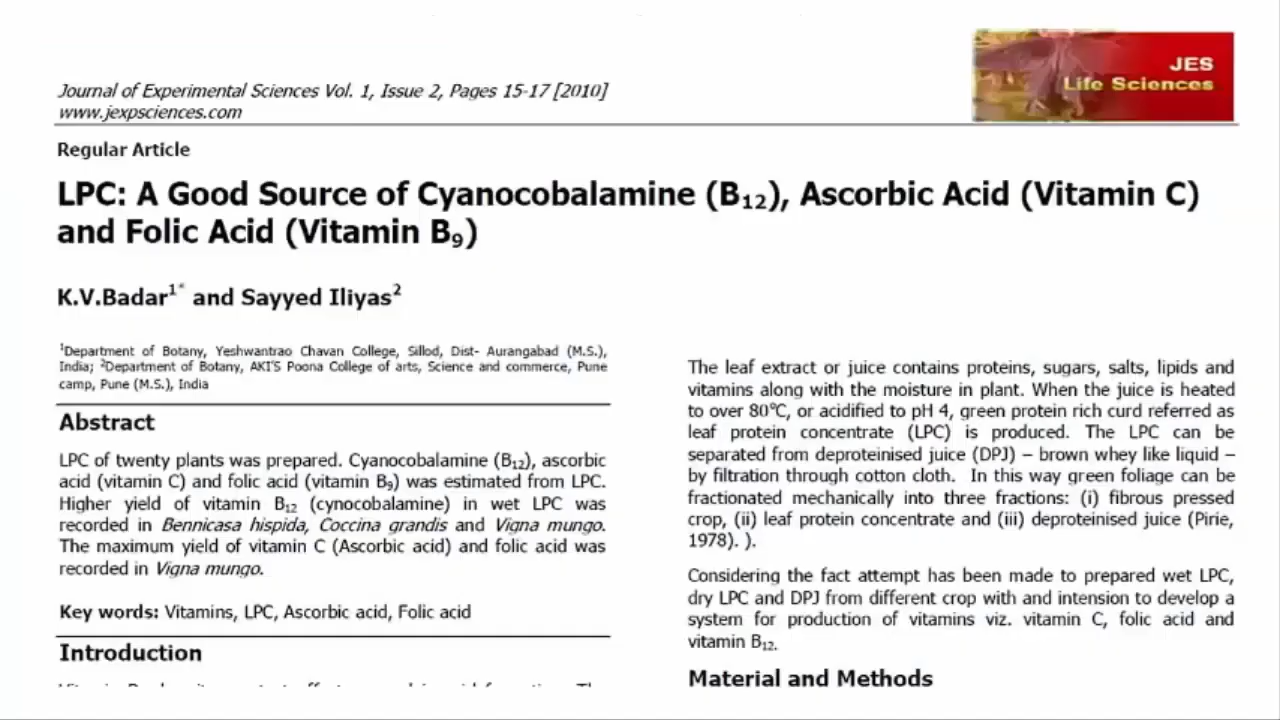 Journal of Experimental Sciences Vol. 1, Issue 2, Pages 15-17 [2010]
www.jexpsciences.com
JES
Life Sciences
Regular Article
LPC: A Good Source of Cyanocobalamine (B₁₂), Ascorbic Acid (Vitamin C)
and Folic Acid (Vitamin B₉)
K.V.Badar¹* and Sayyed Iliyas²
¹Department of Botany, Yeshwantrao Chavan College, Sillod, Dist- Aurangabad (M.S.),
India; ²Department of Botany, AKI'S Poona College of arts, Science and commerce, Pune
camp, Pune (M.S.), India
Abstract
LPC of twenty plants was prepared. Cyanocobalamine (B₁₂), ascorbic
acid (vitamin C) and folic acid (vitamin B₉) was estimated from LPC.
Higher yield of vitamin B₁₂ (cynocobalamine) in wet LPC was
recorded in Bennicasa hispida, Coccina grandis and Vigna mungo.
The maximum yield of vitamin C (Ascorbic acid) and folic acid was
recorded in Vigna mungo.
Key words: Vitamins, LPC, Ascorbic acid, Folic acid
Introduction
The leaf extract or juice contains proteins, sugars, salts, lipids and
vitamins along with the moisture in plant. When the juice is heated
to over 80°C, or acidified to pH 4, green protein rich curd referred as
leaf protein concentrate (LPC) is produced. The LPC can be
separated from deproteinised juice (DPJ) – brown whey like liquid –
by filtration through cotton cloth. In this way green foliage can be
fractionated mechanically into three fractions: (i) fibrous pressed
crop, (ii) leaf protein concentrate and (iii) deproteinised juice (Pirie,
1978). ).
Considering the fact attempt has been made to prepared wet LPC,
dry LPC and DPJ from different crop with and intension to develop a
system for production of vitamins viz. vitamin C, folic acid and
vitamin B₁₂.
Material and Methods